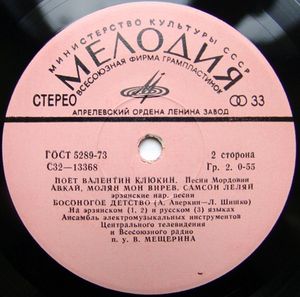 МИНИСТЕРСТВО КУЛЬТУРЫ СССР
МЕЛОДИЯ
ВСЕСОЮЗНАЯ ФИРМА ГРАМПЛАСТИНОК
СТЕРЕО
33
АПРЕЛЕВСКИЙ ОРДЕНА ЛЕНИНА ЗАВОД
ГОСТ 5289-73
2 сторона
С32—13368
Гр. 2. 0-55
ПОЕТ ВАЛЕНТИН КЛЮКИН. Песни Мордовии
АВКАЙ, МОЛЯН МОН ВИРЕВ, САМСОН ЛЕЛЯЙ
эрзянские нар. песни
БОСОНОГОЕ ДЕТСТВО (А. Аверкин—Л. Шишко)
На эрзянском (1, 2) и русском (3) языках
Ансамбль электромузыкальных инструментов
Центрального телевидения
и Всесоюзного радио
п. у. В. МЕЩЕРИНА